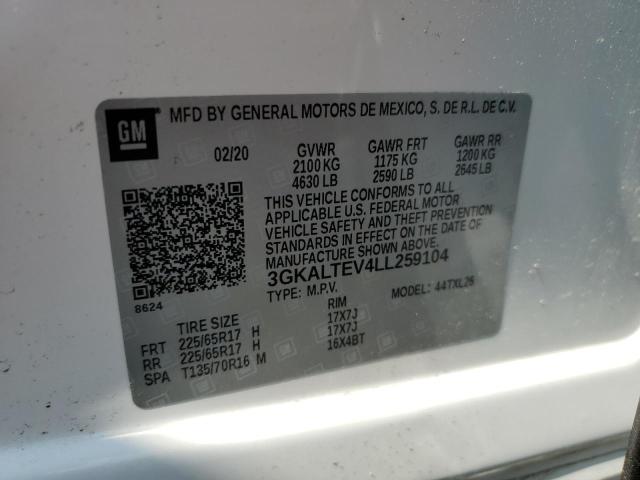 GM
MFD BY GENERAL MOTORS DE MEXICO, S. DE R.L. DE C.V.
02/20 GVWR GAWR FRT GAWR RR
2100 KG 1175 KG 1200 KG
4630 LB 2590 LB 2645 LB
THIS VEHICLE CONFORMS TO ALL
APPLICABLE U.S. FEDERAL MOTOR
VEHICLE SAFETY AND THEFT PREVENTION
STANDARDS IN EFFECT ON THE DATE OF
MANUFACTURE SHOWN ABOVE.
3GKALTEV4LL259104
8624 TYPE: M.P.V. MODEL: 44TXL26
TIRE SIZE RIM
FRT 225/65R17 H 17X7J
RR 225/65R17 H 17X7J
SPA T135/70R16 M 16X4BT